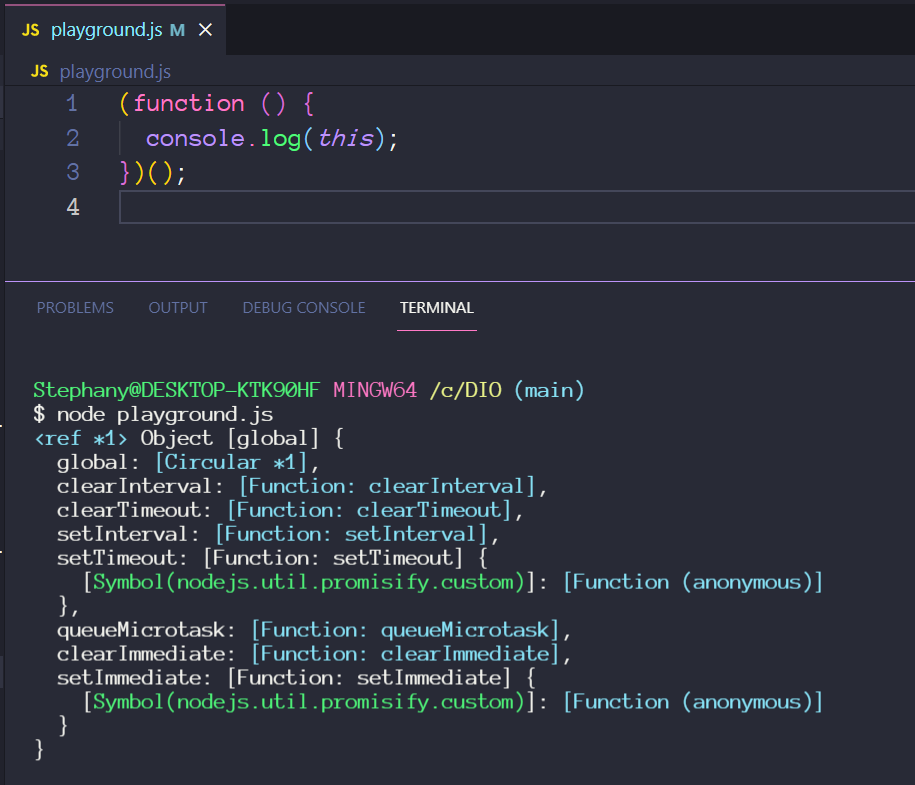 JS playground.js M ×
JS playground.js
1 (function () {
2   console.log(this);
3 })();
4
PROBLEMS OUTPUT DEBUG CONSOLE TERMINAL
Stephany@DESKTOP-KTK90HF MINGW64 /c/DIO (main)
$ node playground.js
<ref *1> Object [global] {
  global: [Circular *1],
  clearInterval: [Function: clearInterval],
  clearTimeout: [Function: clearTimeout],
  setInterval: [Function: setInterval],
  setTimeout: [Function: setTimeout] {
    [Symbol(nodejs.util.promisify.custom)]: [Function (anonymous)]
  },
  queueMicrotask: [Function: queueMicrotask],
  clearImmediate: [Function: clearImmediate],
  setImmediate: [Function: setImmediate] {
    [Symbol(nodejs.util.promisify.custom)]: [Function (anonymous)]
  }
}